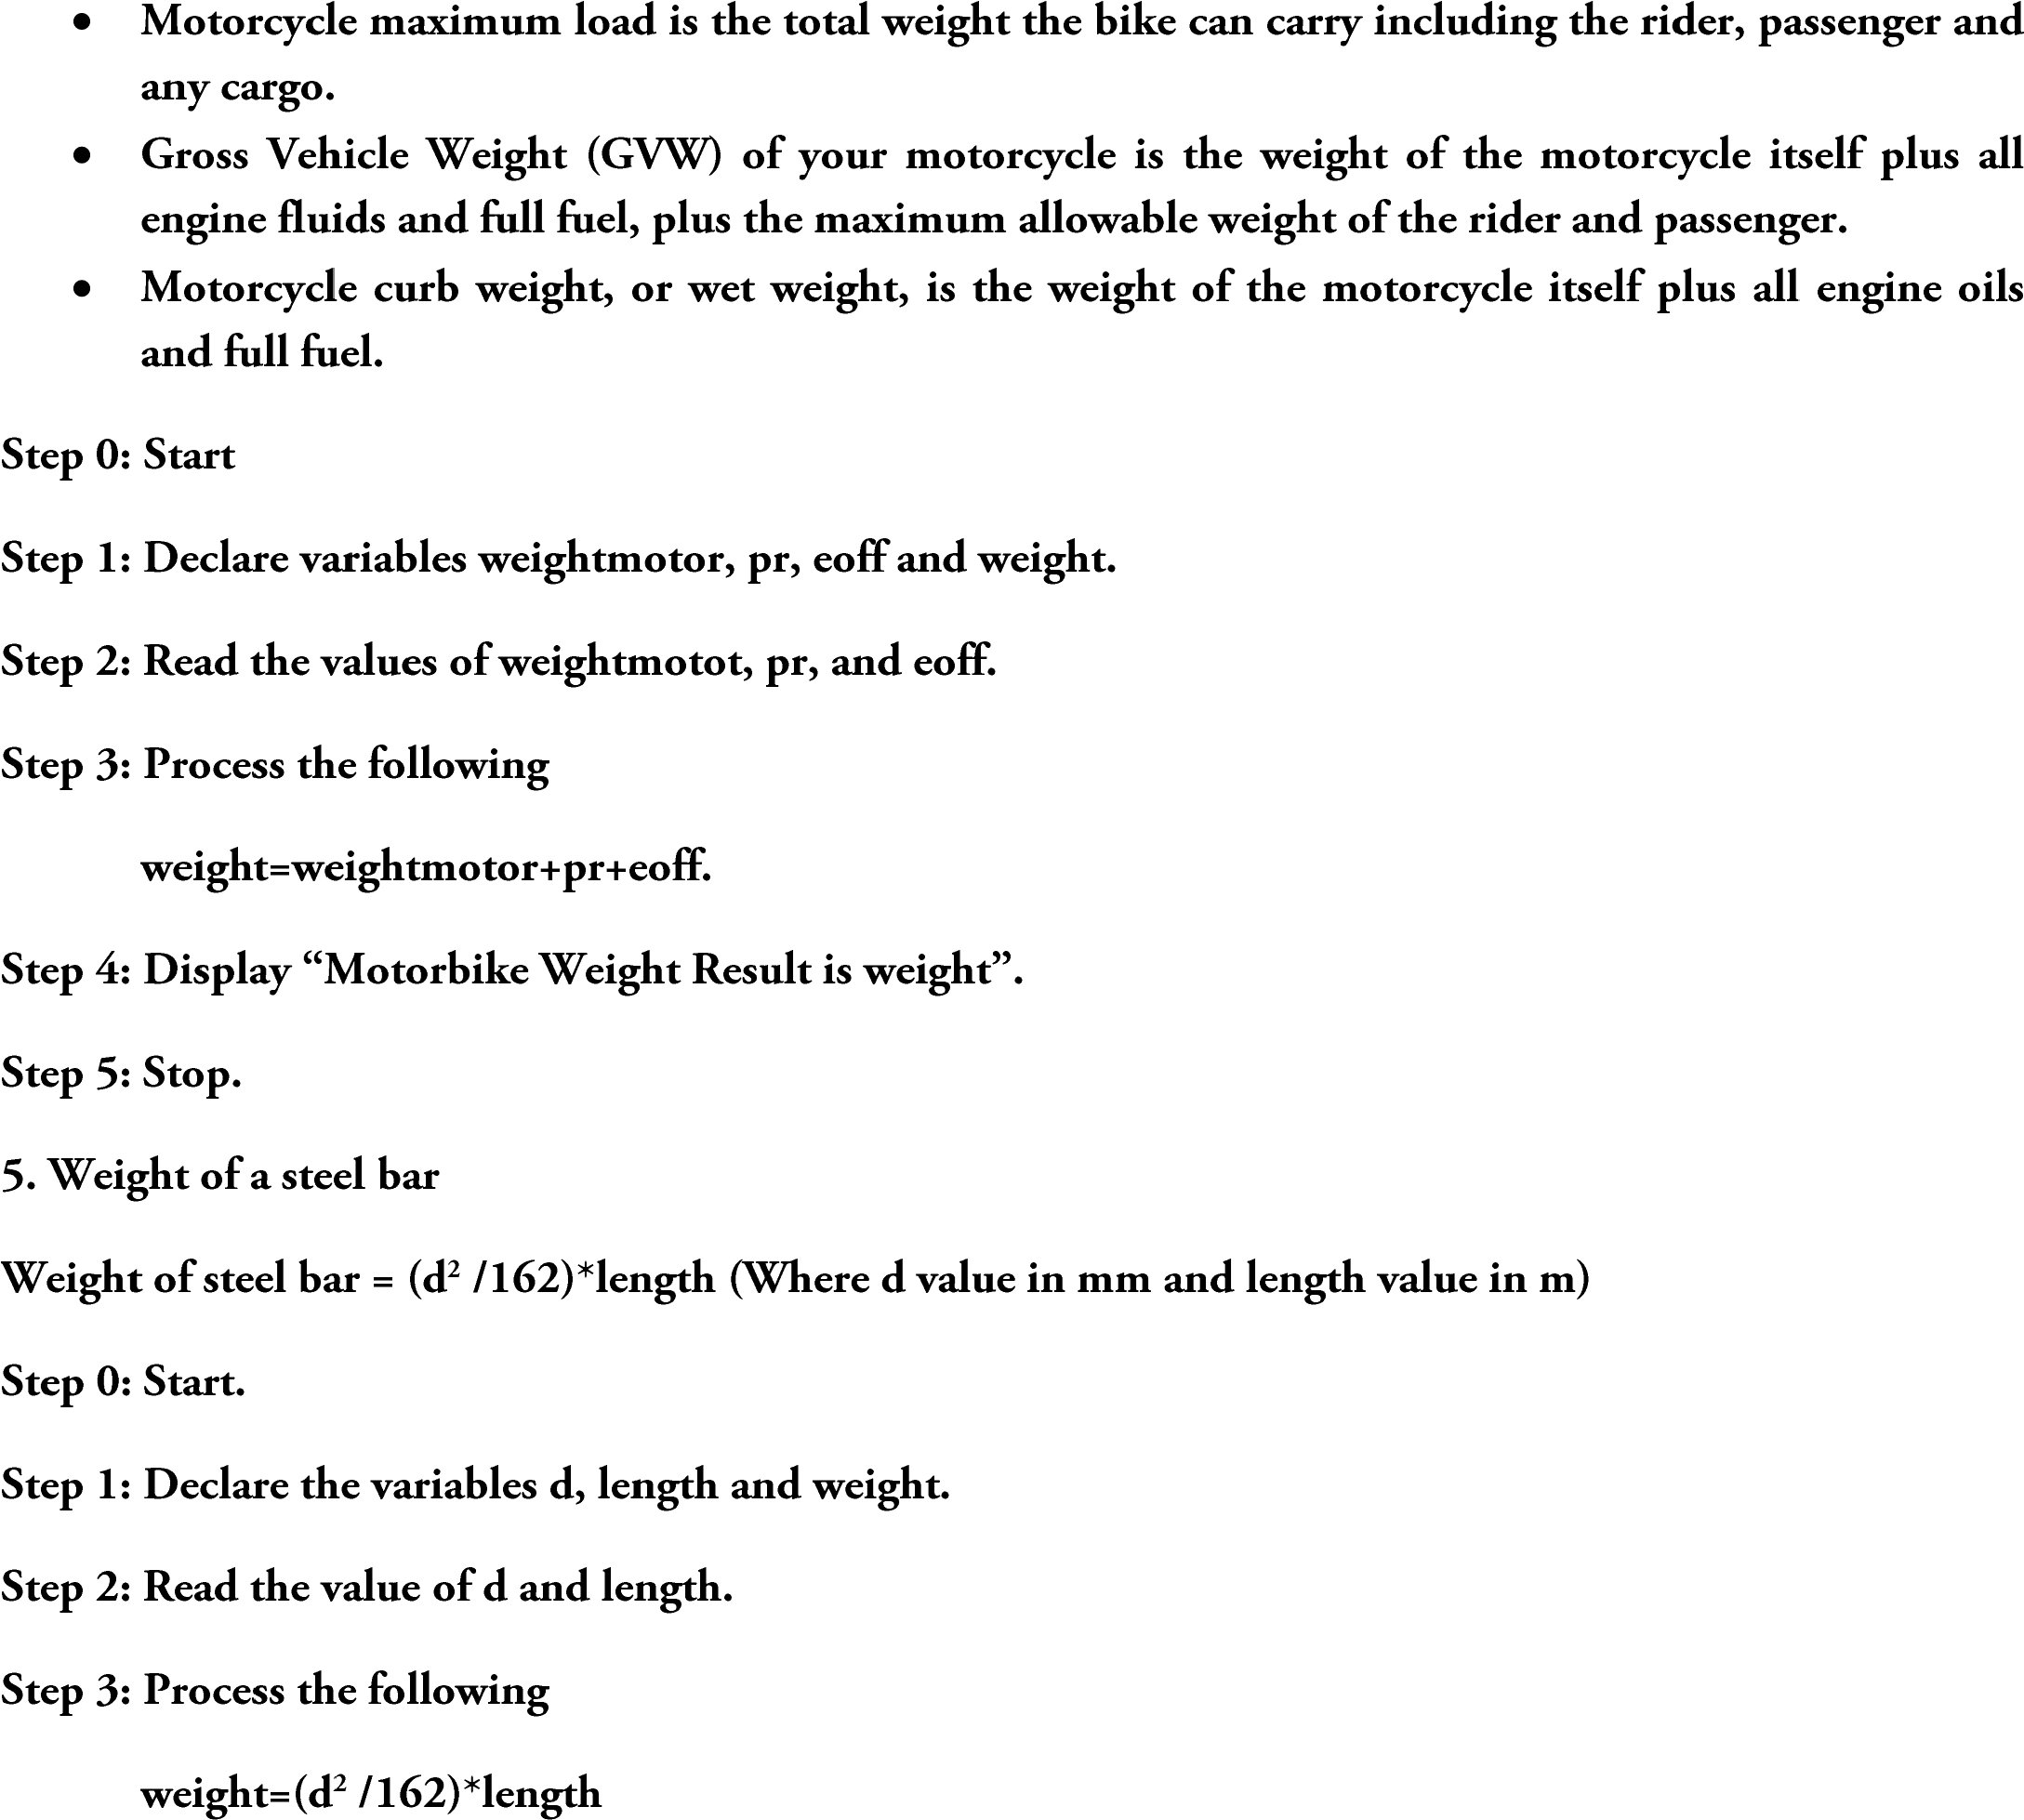 • Motorcycle maximum load is the total weight the bike can carry including the rider, passenger and
any cargo.
• Gross Vehicle Weight (GVW) of your motorcycle is the weight of the motorcycle itself plus all
engine fluids and full fuel, plus the maximum allowable weight of the rider and passenger.
• Motorcycle curb weight, or wet weight, is the weight of the motorcycle itself plus all engine oils
and full fuel.
Step 0: Start
Step 1: Declare variables weightmotor, pr, eoff and weight.
Step 2: Read the values of weightmotot, pr, and eoff.
Step 3: Process the following
weight=weightmotor+pr+eoff.
Step 4: Display “Motorbike Weight Result is weight”.
Step 5: Stop.
5. Weight of a steel bar
Weight of steel bar = (d² /162)*length (Where d value in mm and length value in m)
Step 0: Start.
Step 1: Declare the variables d, length and weight.
Step 2: Read the value of d and length.
Step 3: Process the following
weight=(d² /162)*length